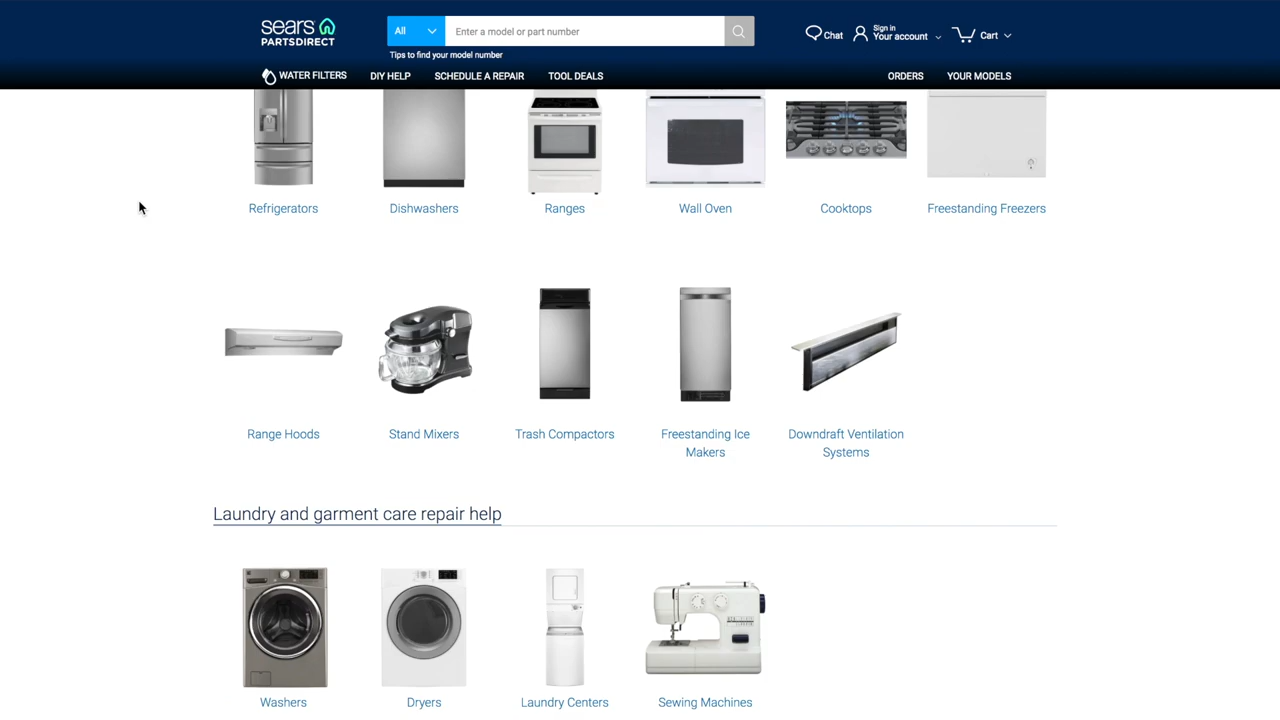 sears
PARTSDIRECT
All
Enter a model or part number
Tips to find your model number
Chat
Sign in
Your account
Cart
WATER FILTERS
DIY HELP
SCHEDULE A REPAIR
TOOL DEALS
ORDERS
YOUR MODELS
Refrigerators
Dishwashers
Ranges
Wall Oven
Cooktops
Freestanding Freezers
Range Hoods
Stand Mixers
Trash Compactors
Freestanding Ice
Makers
Downdraft Ventilation
Systems
Laundry and garment care repair help
Washers
Dryers
Laundry Centers
Sewing Machines